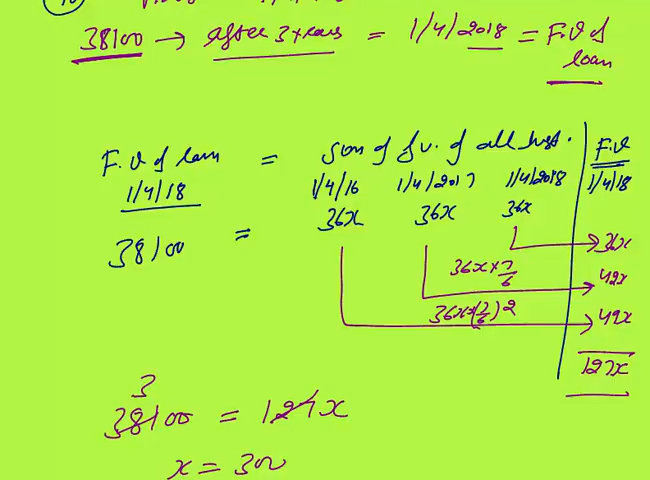 38100 → after 3 years = 1/4/2018 = F.V of
loan
F.V of loan = Sum of f.v. of all Inst. F.V
1/4/18 1/4/16 1/4/2017 1/4/2018 1/4/18
38100 = 36x 36x 36x
36x
36x×7/6 42x
36x×(7/6)2 49x
127x
3
38100 = 127x
x = 300